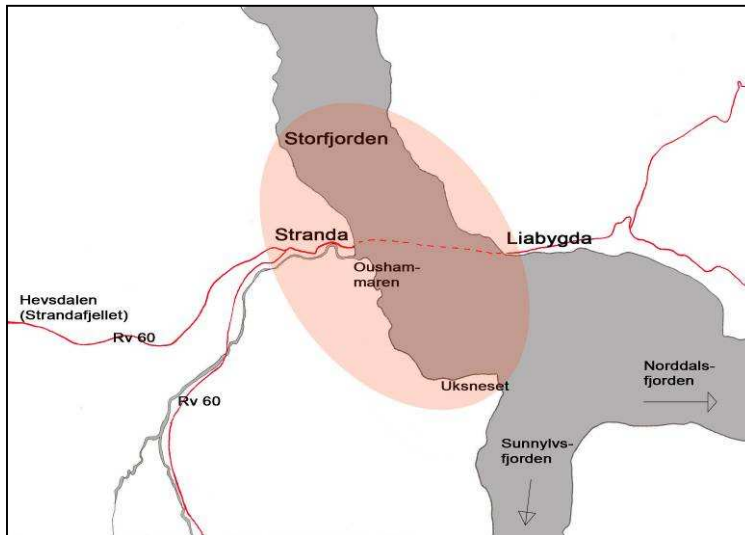 Storfjorden
Stranda
Liabygda
Ousham-
maren
Hevsdalen
(Strandafjellet)
Rv 60
Norddals-
fjorden
Uksneset
Rv 60
Sunnylvs-
fjorden